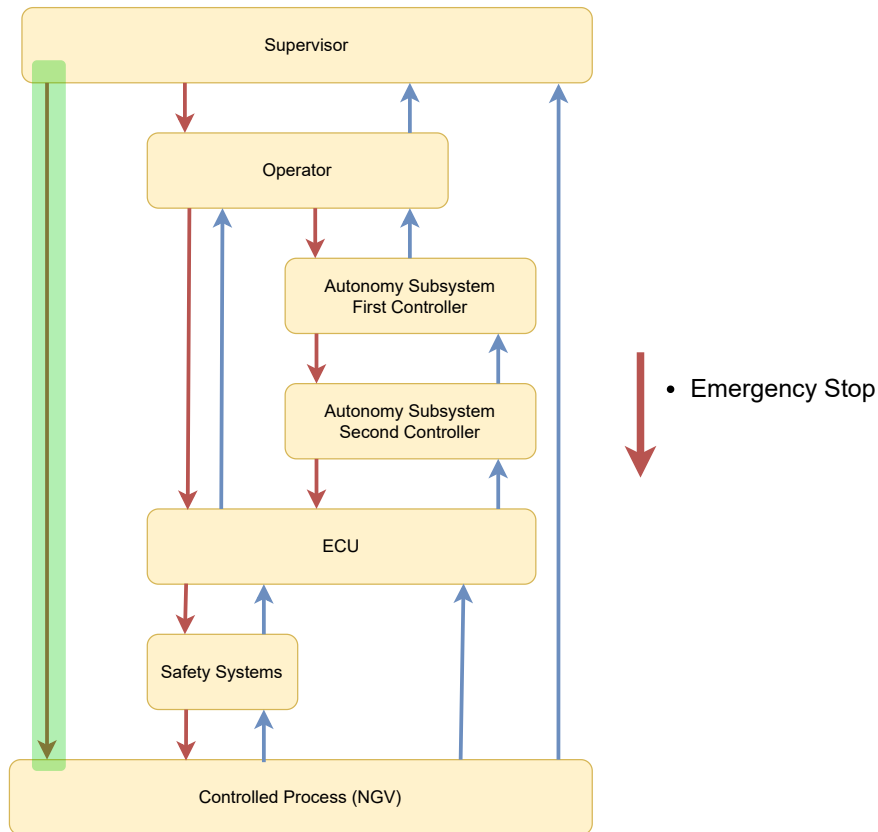 Supervisor
Operator
Autonomy Subsystem
First Controller
Autonomy Subsystem
Second Controller
• Emergency Stop
ECU
Safety Systems
Controlled Process (NGV)